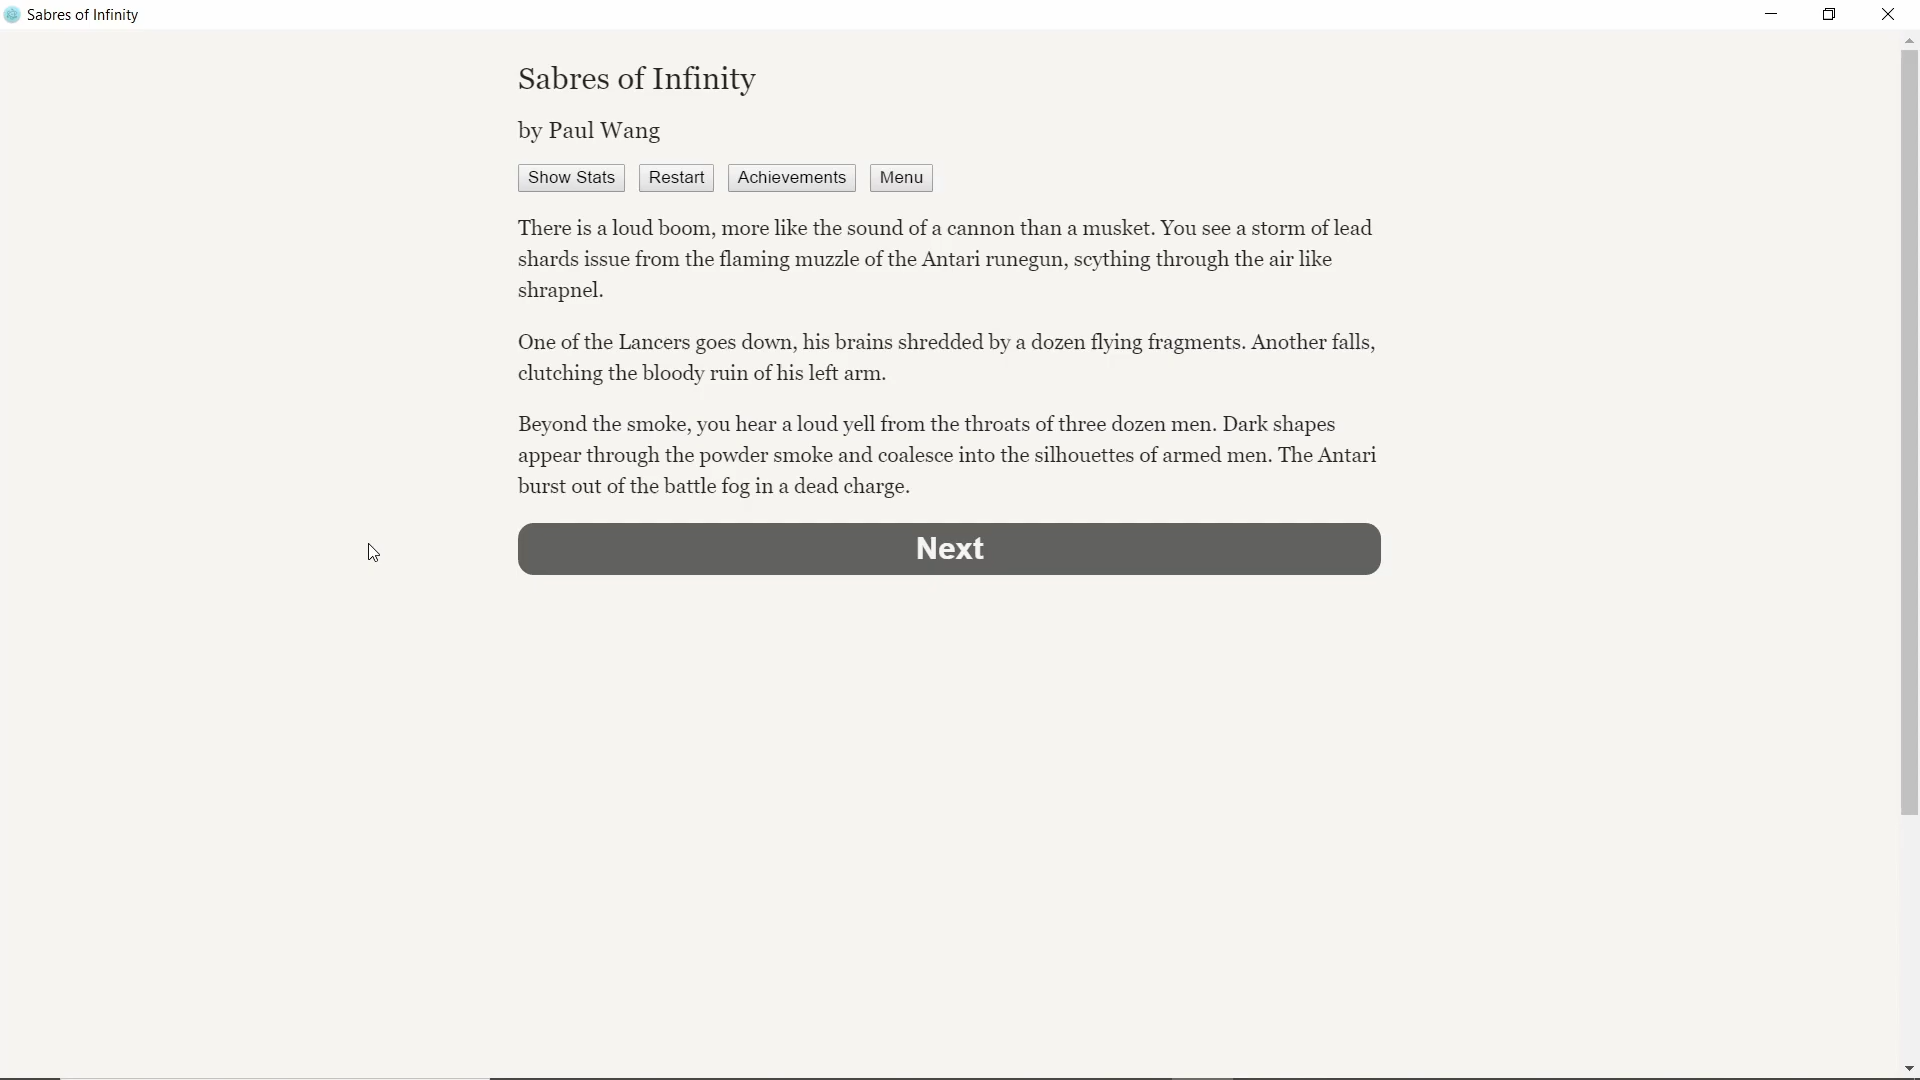 Sabres of Infinity
Sabres of Infinity
by Paul Wang
Show Stats Restart Achievements Menu
There is a loud boom, more like the sound of a cannon than a musket. You see a storm of lead
shards issue from the flaming muzzle of the Antari runegun, scything through the air like
shrapnel.
One of the Lancers goes down, his brains shredded by a dozen flying fragments. Another falls,
clutching the bloody ruin of his left arm.
Beyond the smoke, you hear a loud yell from the throats of three dozen men. Dark shapes
appear through the powder smoke and coalesce into the silhouettes of armed men. The Antari
burst out of the battle fog in a dead charge.
Next